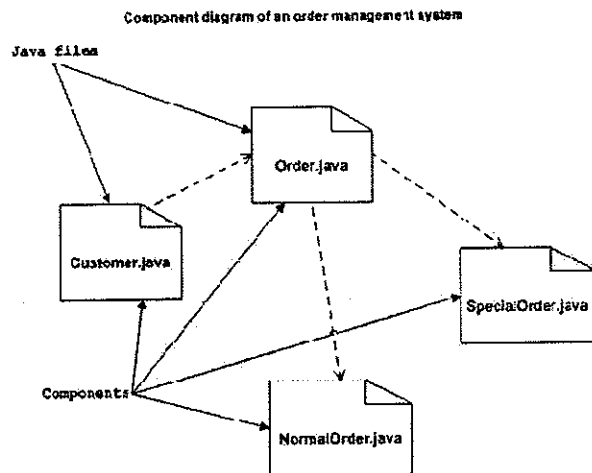 Component diagram of an order management system
Java files
Order.java
Customer.java
SpecialOrder.java
Components
NormalOrder.java